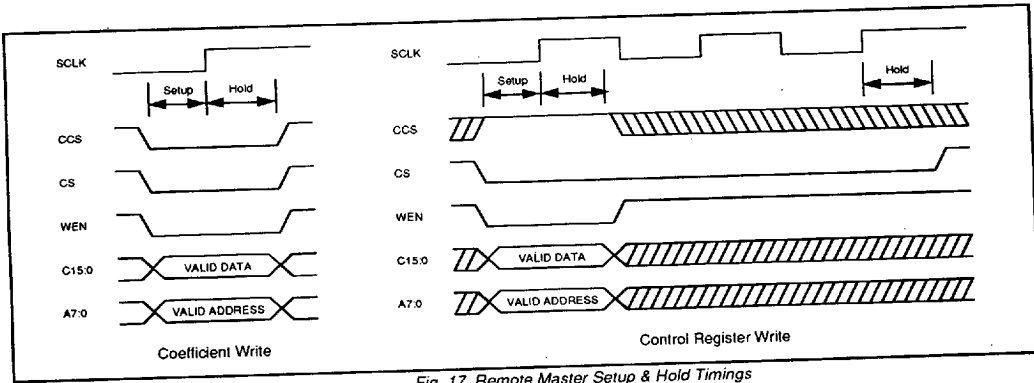 SCLK
Setup
Hold
CCS
CS
WEN
C15:0
VALID DATA
A7:0
VALID ADDRESS
Coefficient Write
SCLK
Setup
Hold
Hold
CCS
CS
WEN
C15:0
VALID DATA
A7:0
VALID ADDRESS
Control Register Write
Fig. 17 Remote Master Setup & Hold Timings